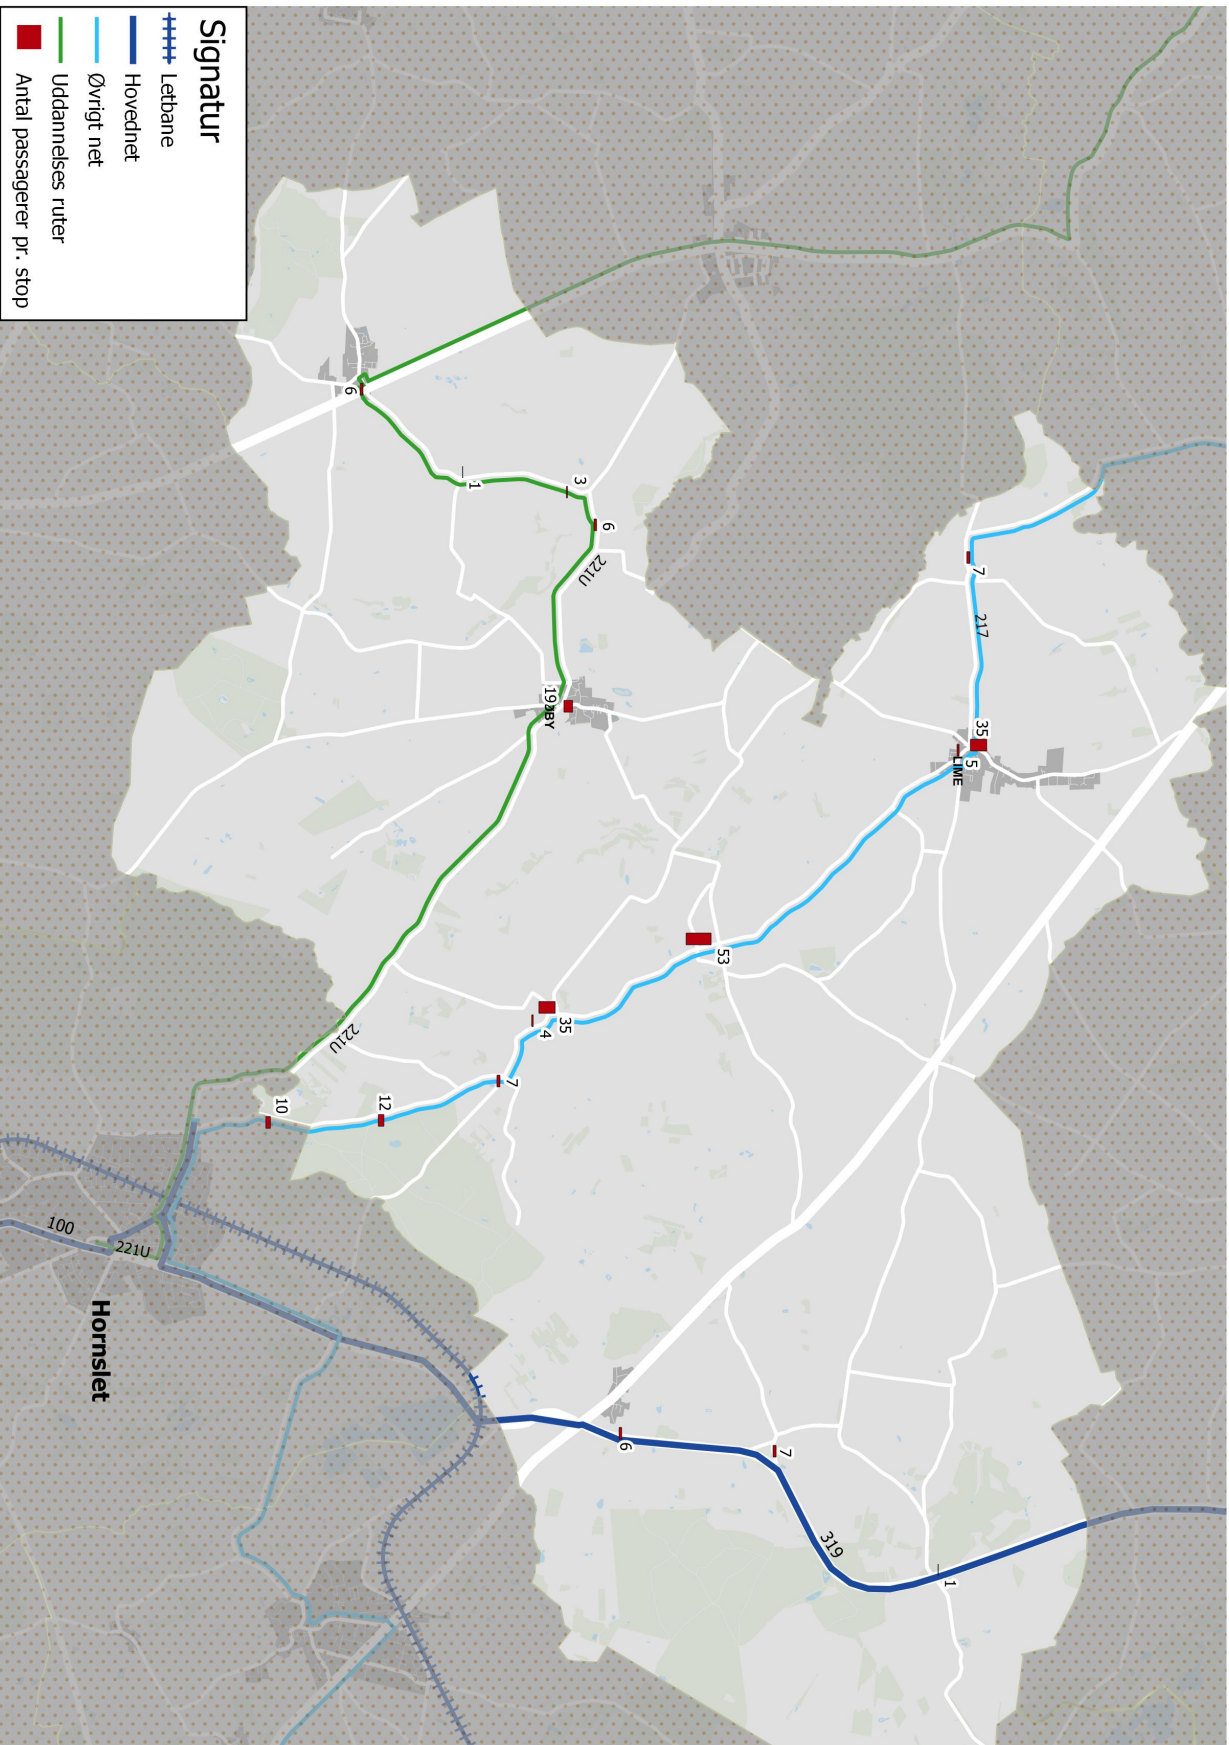 Signatur
Letbane
Hovednet
Øvrigt net
Uddannelses ruter
Antal passagerer pr. stop
7
217
35
5
LIME
53
35
4
7
12
10
6
1
3
6
221U
19
221U
6
7
319
1
100
221U
Hornslet